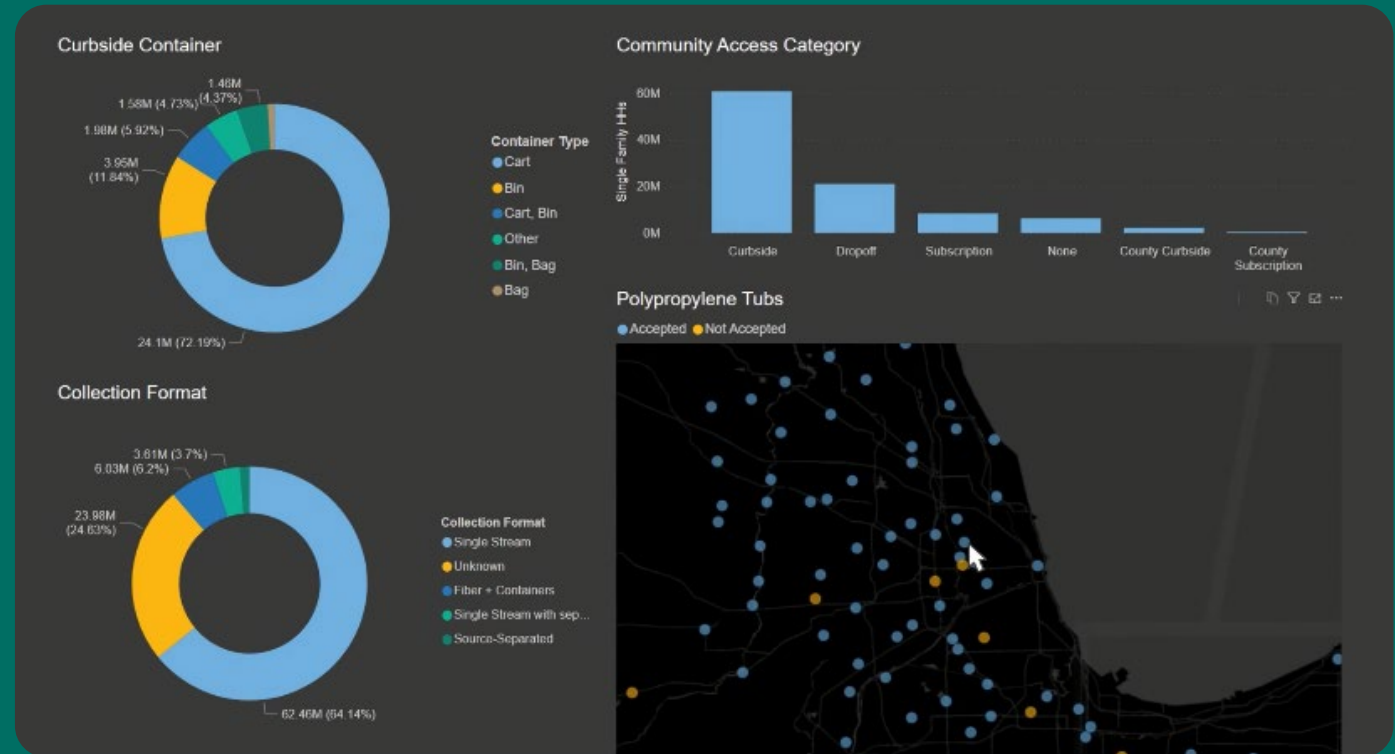 Curbside Container
1.46M
(4.37%)
1.58M (4.73%)
1.98M (5.92%)
3.95M
(11.84%)
24.1M (72.19%)
Container Type
Cart
Bin
Cart, Bin
Other
Bin, Bag
Bag
Collection Format
3.61M (3.7%)
6.03M (6.2%)
23.98M
(24.63%)
62.46M (64.14%)
Collection Format
Single Stream
Unknown
Fiber + Containers
Single Stream with sep...
Source-Separated
Community Access Category
Single Family HHs
60M
40M
20M
0M
Curbside
Dropoff
Subscription
None
County Curbside
County
Subscription
Polypropylene Tubs
Accepted
Not Accepted